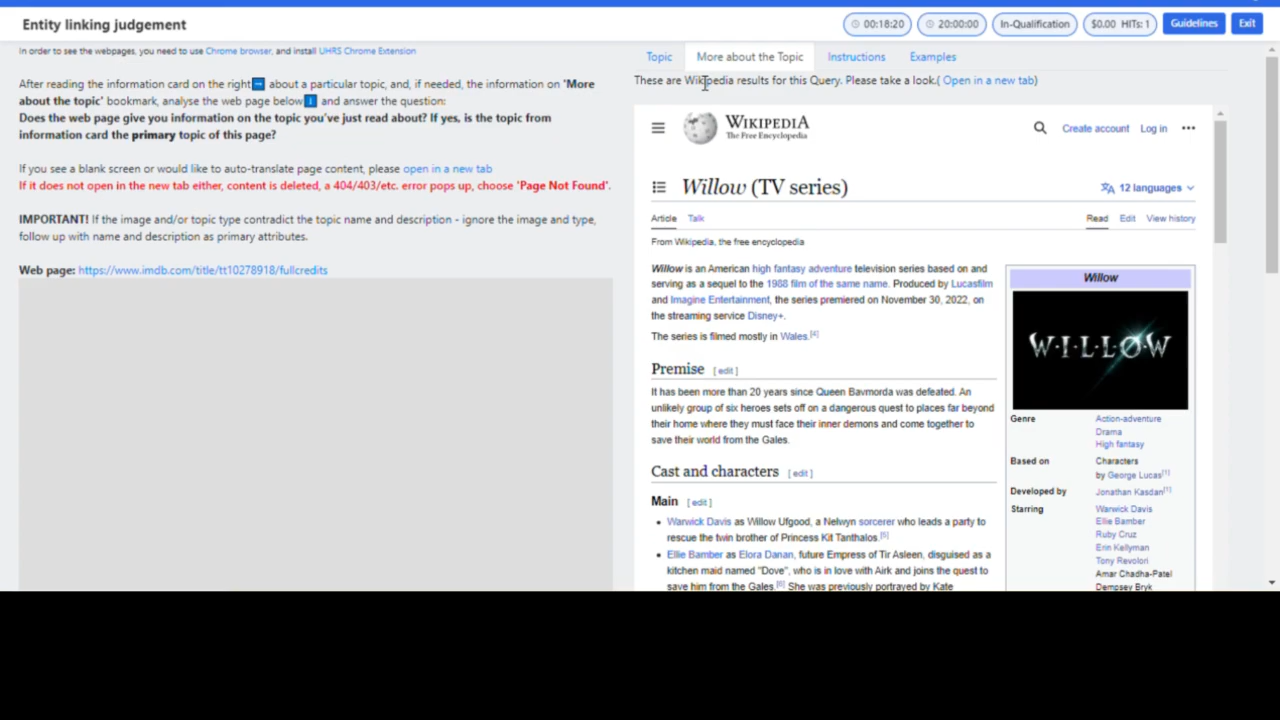 Entity linking judgement
00:18:20
20:00:00
In-Qualification
$0.00 HITs: 1
Guidelines
Exit
In order to see the webpages, you need to use Chrome browser, and install UHRS Chrome Extension
After reading the information card on the right about a particular topic, and, if needed, the information on 'More
about the topic' bookmark, analyse the web page below and answer the question:
Does the web page give you information on the topic you've just read about? If yes, is the topic from
information card the primary topic of this page?
If you see a blank screen or would like to auto-translate page content, please open in a new tab
If it does not open in the new tab either, content is deleted, a 404/403/etc. error pops up, choose 'Page Not Found'.
IMPORTANT! If the image and/or topic type contradict the topic name and description - ignore the image and type,
follow up with name and description as primary attributes.
Web page: https://www.imdb.com/title/tt10278918/fullcredits
Topic
More about the Topic
Instructions
Examples
These are Wikipedia results for this Query. Please take a look.( Open in a new tab)
WIKIPEDIA
The Free Encyclopedia
Create account
Log in
Willow (TV series)
12 languages
Article
Talk
Read
Edit
View history
From Wikipedia, the free encyclopedia
Willow is an American high fantasy adventure television series based on and
serving as a sequel to the 1988 film of the same name. Produced by Lucasfilm
and Imagine Entertainment, the series premiered on November 30, 2022, on
the streaming service Disney+.
The series is filmed mostly in Wales.[4]
Premise [ edit ]
It has been more than 20 years since Queen Bavmorda was defeated. An
unlikely group of six heroes sets off on a dangerous quest to places far beyond
their home where they must face their inner demons and come together to
save their world from the Gales.
Cast and characters [ edit ]
Main [ edit ]
Warwick Davis as Willow Ufgood, a Nelwyn sorcerer who leads a party to
rescue the twin brother of Princess Kit Tanthalos.[5]
Ellie Bamber as Elora Danan, future Empress of Tir Asleen, disguised as a
kitchen maid named "Dove", who is in love with Airk and joins the quest to
save him from the Gales.[6] She was previously portrayed by Kate
Willow
WILLOW
Genre
Action-adventure
Drama
High fantasy
Based on
Characters
by George Lucas[1]
Developed by
Jonathan Kasdan[1]
Starring
Warwick Davis
Ellie Bamber
Ruby Cruz
Erin Kellyman
Tony Revolori
Amar Chadha-Patel
Dempsey Bryk